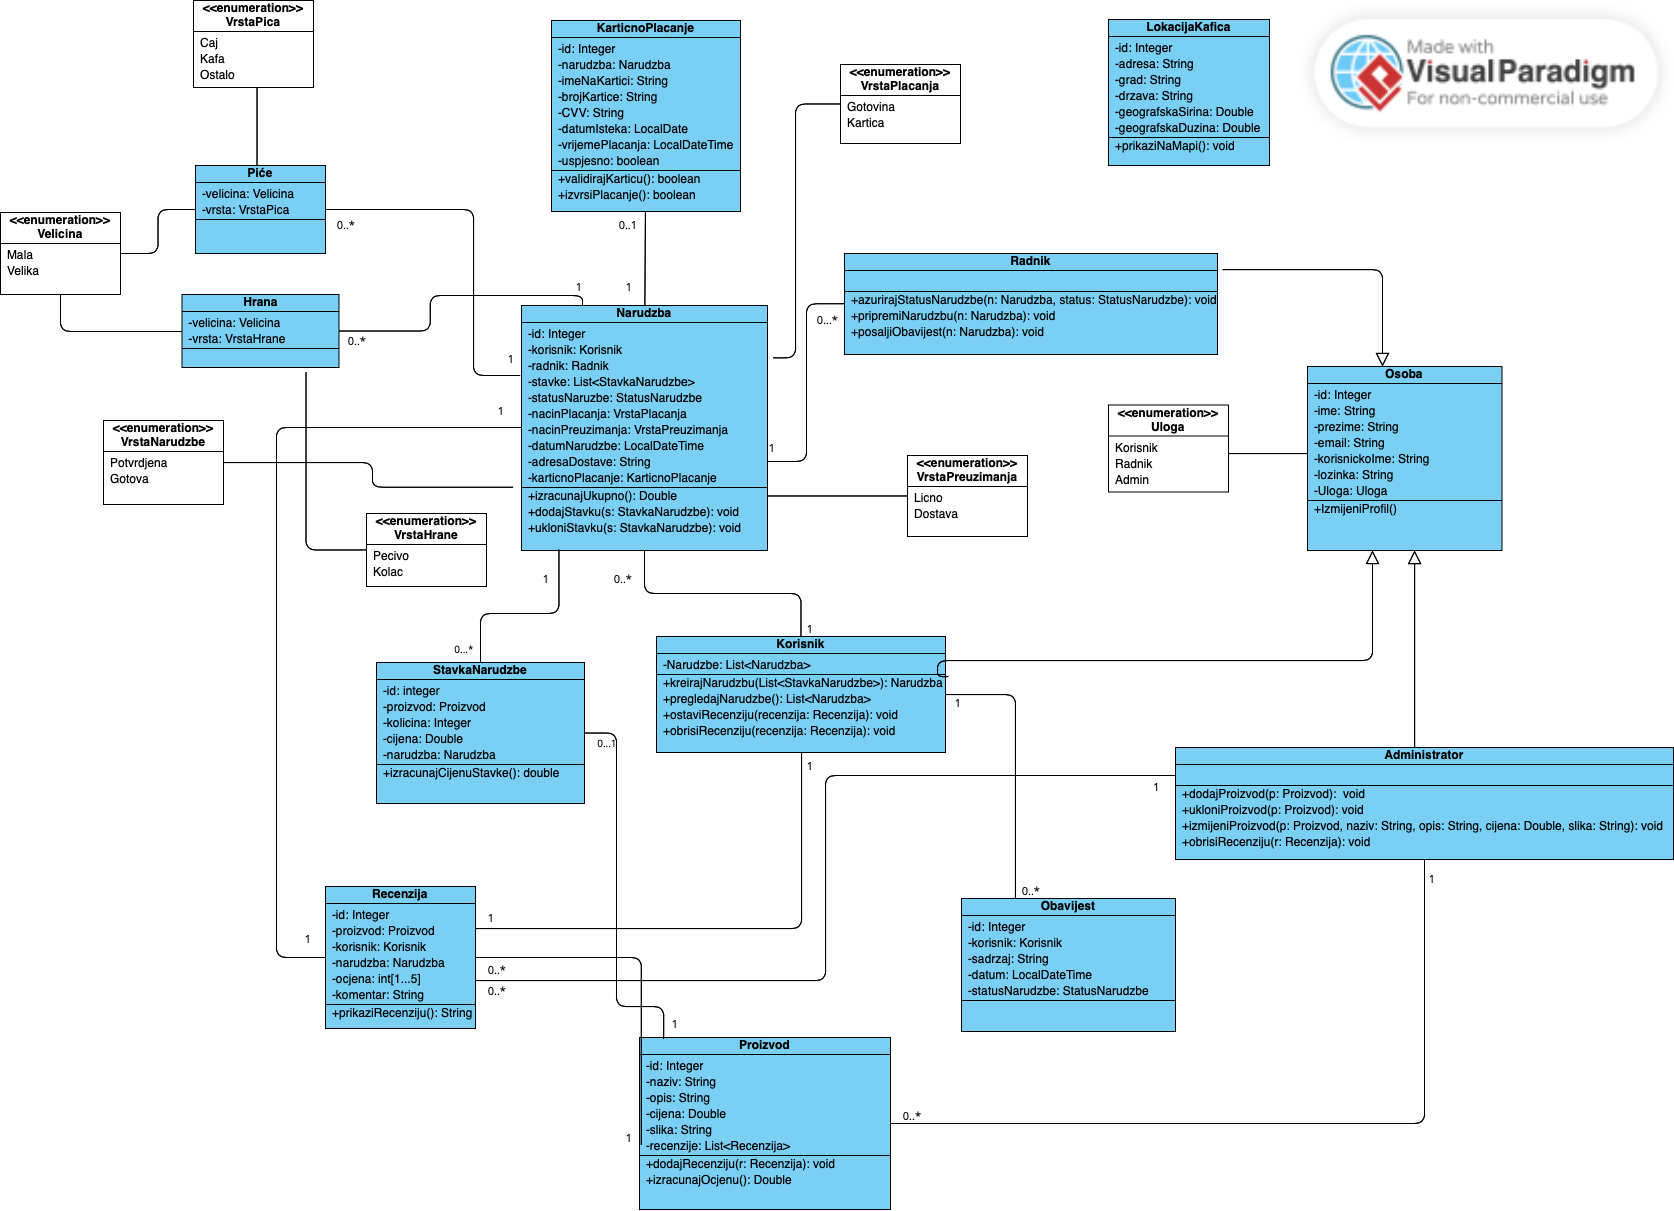 <<enumeration>>
VrstaPica
Caj
Kafa
Ostalo
KarticnoPlacanje
-id: Integer
-narudzba: Narudzba
-imeNaKartici: String
-brojKartice: String
-CVV: String
-datumIsteka: LocalDate
-vrijemePlacanja: LocalDateTime
-uspjesno: boolean
+validirajKarticu(): boolean
+izvrsiPlacanje(): boolean
0..1
1
<<enumeration>>
VrstaPlacanja
Gotovina
Kartica
LokacijaKafica
-id: Integer
-adresa: String
-grad: String
-drzava: String
-geografskaSirina: Double
-geografskaDuzina: Double
+prikaziNaMapi(): void
Made with
VisualParadigm
For non-commercial use
Piće
-velicina: Velicina
-vrsta: VrstaPica
0..*
<<enumeration>>
Velicina
Mala
Velika
Hrana
-velicina: Velicina
-vrsta: VrstaHrane
0..*
1
1
Narudzba
-id: Integer
-korisnik: Korisnik
-radnik: Radnik
-stavke: List<StavkaNarudzbe>
-statusNaruzbe: StatusNarudzbe
-nacinPlacanja: VrstaPlacanja
-nacinPreuzimanja: VrstaPreuzimanja
-datumNarudzbe: LocalDateTime
-adresaDostave: String
-karticnoPlacanje: KarticnoPlacanje
+izracunajUkupno(): Double
+dodajStavku(s: StavkaNarudzbe): void
+ukloniStavku(s: StavkaNarudzbe): void
Radnik
+azurirajStatusNarudzbe(n: Narudzba, status: StatusNarudzbe): void
+pripremiNarudzbu(n: Narudzba): void
+posaljiObavijest(n: Narudzba): void
0...*
1
Osoba
-id: Integer
-ime: String
-prezime: String
-email: String
-korisnickoIme: String
-lozinka: String
-Uloga: Uloga
+IzmijeniProfil()
<<enumeration>>
Uloga
Korisnik
Radnik
Admin
1
<<enumeration>>
VrstaNarudzbe
Potvrdjena
Gotova
<<enumeration>>
VrstaPreuzimanja
Licno
Dostava
<<enumeration>>
VrstaHrane
Pecivo
Kolac
1
0..*
0...*
1
StavkaNarudzbe
-id: integer
-proizvod: Proizvod
-kolicina: Integer
-cijena: Double
-narudzba: Narudzba
+izracunajCijenuStavke(): double
0...1
Korisnik
-Narudzbe: List<Narudzba>
+kreirajNarudzbu(List<StavkaNarudzbe>): Narudzba
+pregledajNarudzbe(): List<Narudzba>
+ostaviRecenziju(recenzija: Recenzija): void
+obrisiRecenziju(recenzija: Recenzija): void
1
1
Administrator
+dodajProizvod(p: Proizvod):  void
+ukloniProizvod(p: Proizvod): void
+izmijeniProizvod(p: Proizvod, naziv: String, opis: String, cijena: Double, slika: String): void
+obrisiRecenziju(r: Recenzija): void
1
1
Recenzija
-id: Integer
-proizvod: Proizvod
-korisnik: Korisnik
-narudzba: Narudzba
-ocjena: int[1...5]
-komentar: String
+prikaziRecenziju(): String
1
1
0..*
0..*
0..*
Obavijest
-id: Integer
-korisnik: Korisnik
-sadrzaj: String
-datum: LocalDateTime
-statusNarudzbe: StatusNarudzbe
1
Proizvod
-id: Integer
-naziv: String
-opis: String
-cijena: Double
-slika: String
-recenzije: List<Recenzija>
+dodajRecenziju(r: Recenzija): void
+izracunajOcjenu(): Double
1
0..*